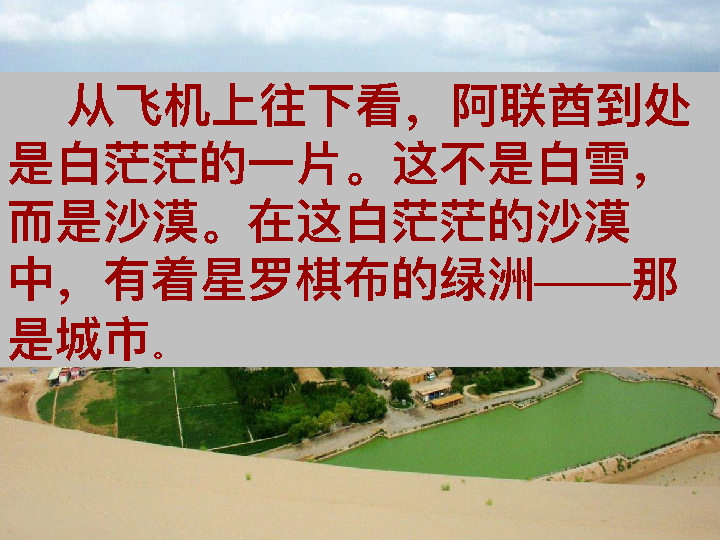 从飞机上往下看，阿联酋到处
是白茫茫的一片。这不是白雪，
而是沙漠。在这白茫茫的沙漠
中，有着星罗棋布的绿洲——那
是城市。